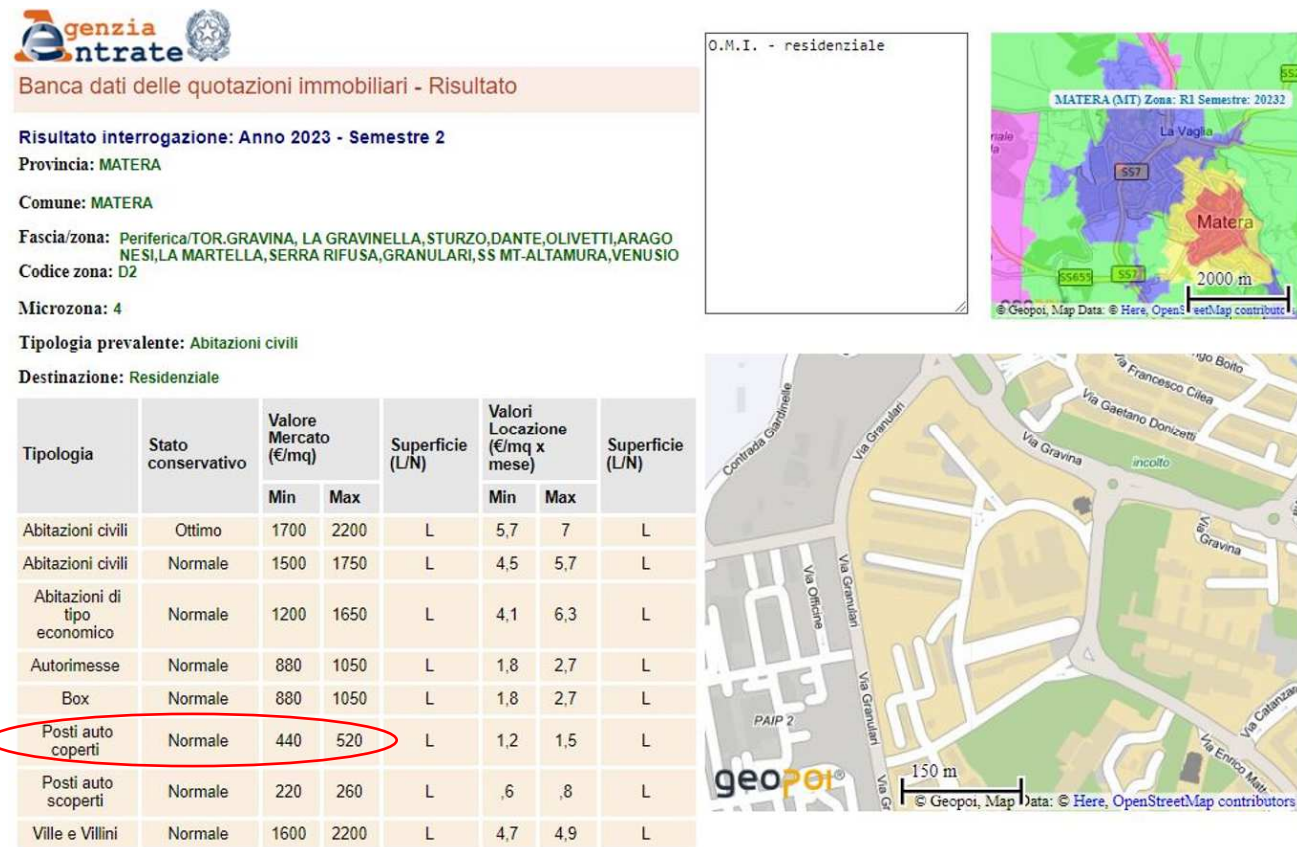 Agenzia
Entrate
Banca dati delle quotazioni immobiliari - Risultato
Risultato interrogazione: Anno 2023 - Semestre 2
Provincia: MATERA
Comune: MATERA
Fascia/zona: Periferica/TOR.GRAVINA, LA GRAVINELLA,STURZO,DANTE,OLIVETTI,ARAGO
NESI,LA MARTELLA,SERRA RIFUSA,GRANULARI,SS MT-ALTAMURA,VENUSIO
Codice zona: D2
Microzona: 4
Tipologia prevalente: Abitazioni civili
Destinazione: Residenziale
Tipologia Stato conservativo Valore Mercato (€/mq) Superficie (L/N) Valori Locazione (€/mq x mese) Superficie (L/N)
Min Max Min Max
Abitazioni civili Ottimo 1700 2200 L 5,7 7 L
Abitazioni civili Normale 1500 1750 L 4,5 5,7 L
Abitazioni di tipo economico Normale 1200 1650 L 4,1 6,3 L
Autorimesse Normale 880 1050 L 1,8 2,7 L
Box Normale 880 1050 L 1,8 2,7 L
Posti auto coperti Normale 440 520 L 1,2 1,5 L
Posti auto scoperti Normale 220 260 L ,6 ,8 L
Ville e Villini Normale 1600 2200 L 4,7 4,9 L
O.M.I. - residenziale
MATERA (MT) Zona: R1 Semestre: 20232
La Vaglia
SS7
Matera
SS655
SS7
2000 m
© Geopoi, Map Data: © Here, OpenStreetMap
Contrada Giardinelle
Via Granulari
Via Francesco Cilea
Via Gaetano Donizetti
Via Gravina
incolto
Via Gravina
Via Officine
Via Granulari
Via Granulari
PAIP 2
Via Enrico
150 m
geopoi®
© Geopoi, Map Data: © Here, OpenStreetMap contributors